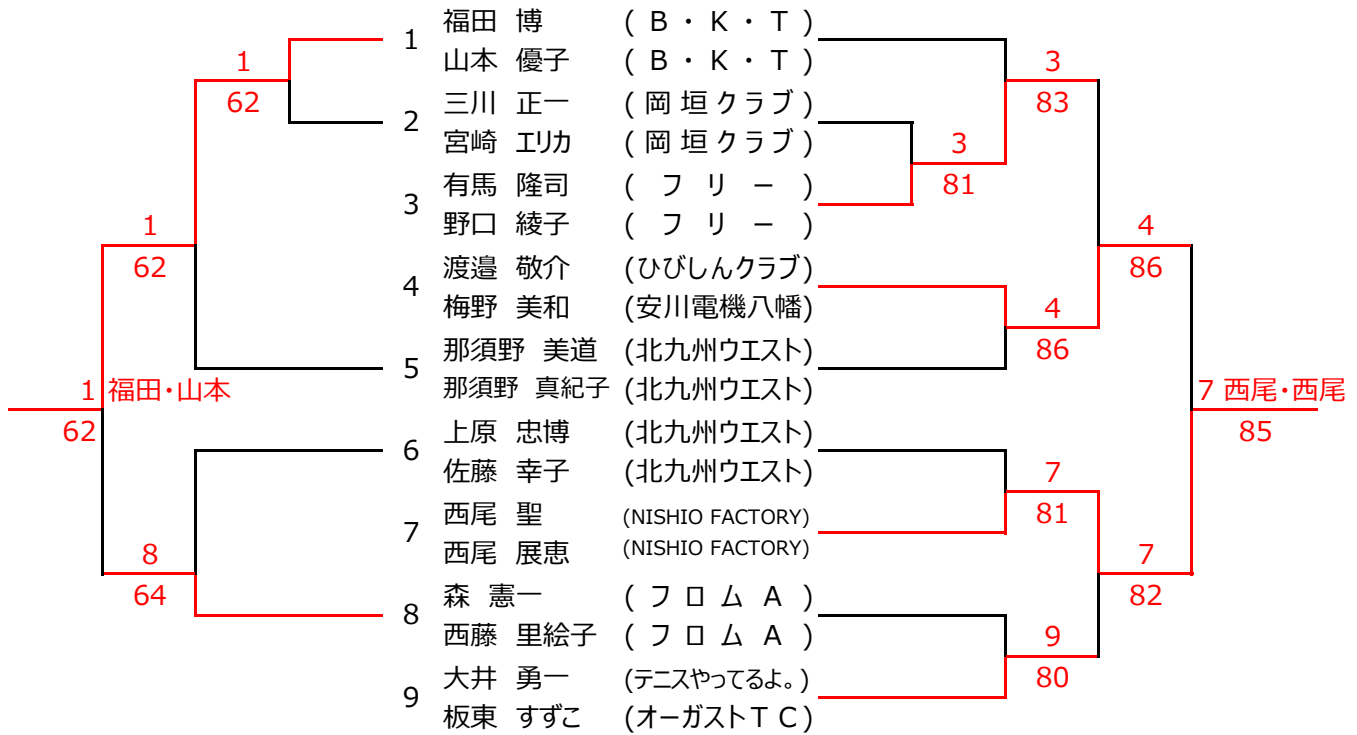 福田 博 ( B ・ K ・ T )
1
山本 優子 ( B ・ K ・ T )
1
62
3
83
三川 正一 ( 岡 垣 クラブ )
2
宮崎 エリカ ( 岡 垣 クラブ )
3
81
有馬 隆司 ( フ リ ー )
3
野口 綾子 ( フ リ ー )
1
62
4
86
渡邉 敬介 (ひびしんクラブ)
4
梅野 美和 (安川電機八幡)
4
86
那須野 美道 (北九州ウエスト)
5
那須野 真紀子 (北九州ウエスト)
1 福田・山本
62
7 西尾・西尾
85
上原 忠博 (北九州ウエスト)
6
佐藤 幸子 (北九州ウエスト)
7
81
西尾 聖 (NISHIO FACTORY)
7
西尾 展恵 (NISHIO FACTORY)
8
64
7
82
森 憲一 ( フ ロ ム A )
8
西藤 里絵子 ( フ ロ ム A )
9
80
大井 勇一 (テニスやってるよ。)
9
板東 すずこ (オーガストT C)